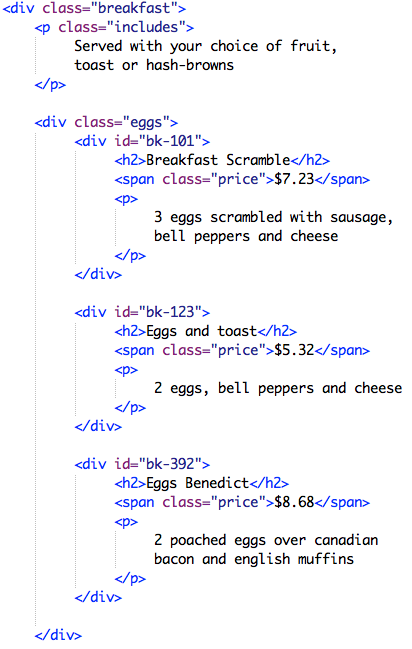 <div class="breakfast">
    <p class="includes">
        Served with your choice of fruit,
        toast or hash-browns
    </p>

    <div class="eggs">
        <div id="bk-101">
            <h2>Breakfast Scramble</h2>
            <span class="price">$7.23</span>
            <p>
                3 eggs scrambled with sausage,
                bell peppers and cheese
            </p>
        </div>

        <div id="bk-123">
            <h2>Eggs and toast</h2>
            <span class="price">$5.32</span>
            <p>
                2 eggs, bell peppers and cheese
            </p>
        </div>

        <div id="bk-392">
            <h2>Eggs Benedict</h2>
            <span class="price">$8.68</span>
            <p>
                2 poached eggs over canadian
                bacon and english muffins
            </p>
        </div>

    </div>